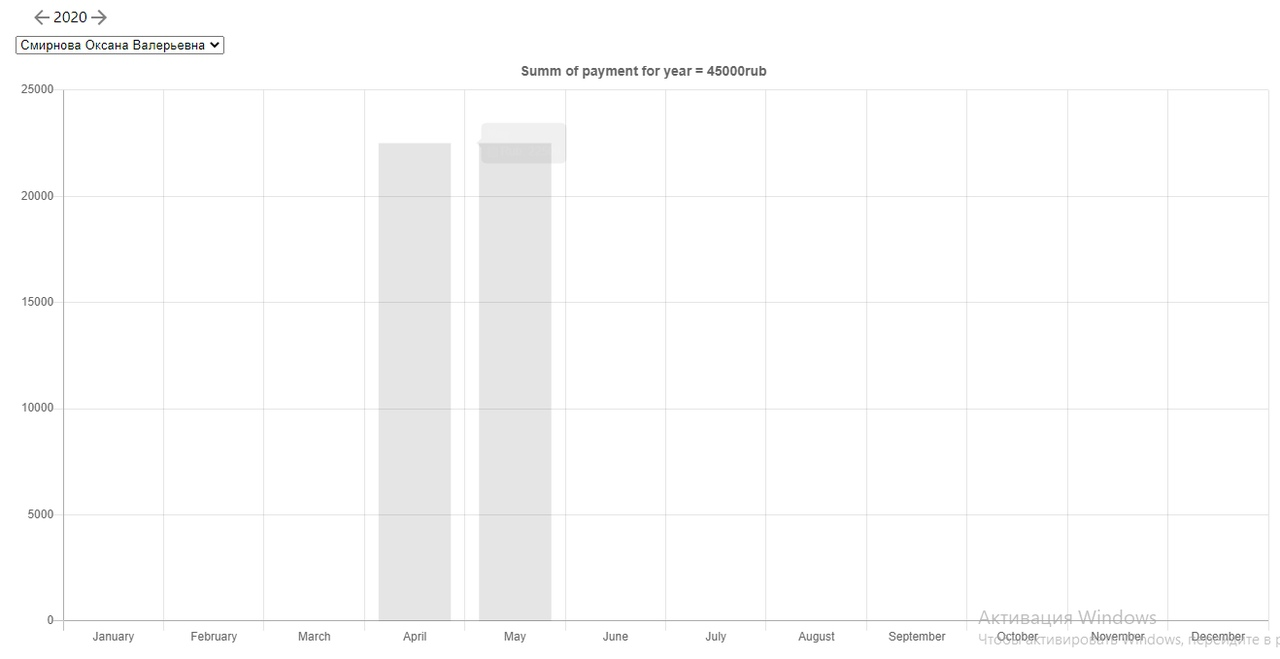 2020
Смирнова Оксана Валерьевна
Summ of payment for year = 45000rub
25000
20000
15000
10000
5000
0
January February March April May June July August September October November December
Активация Windows
Чтобы активировать Windows, перейдите в